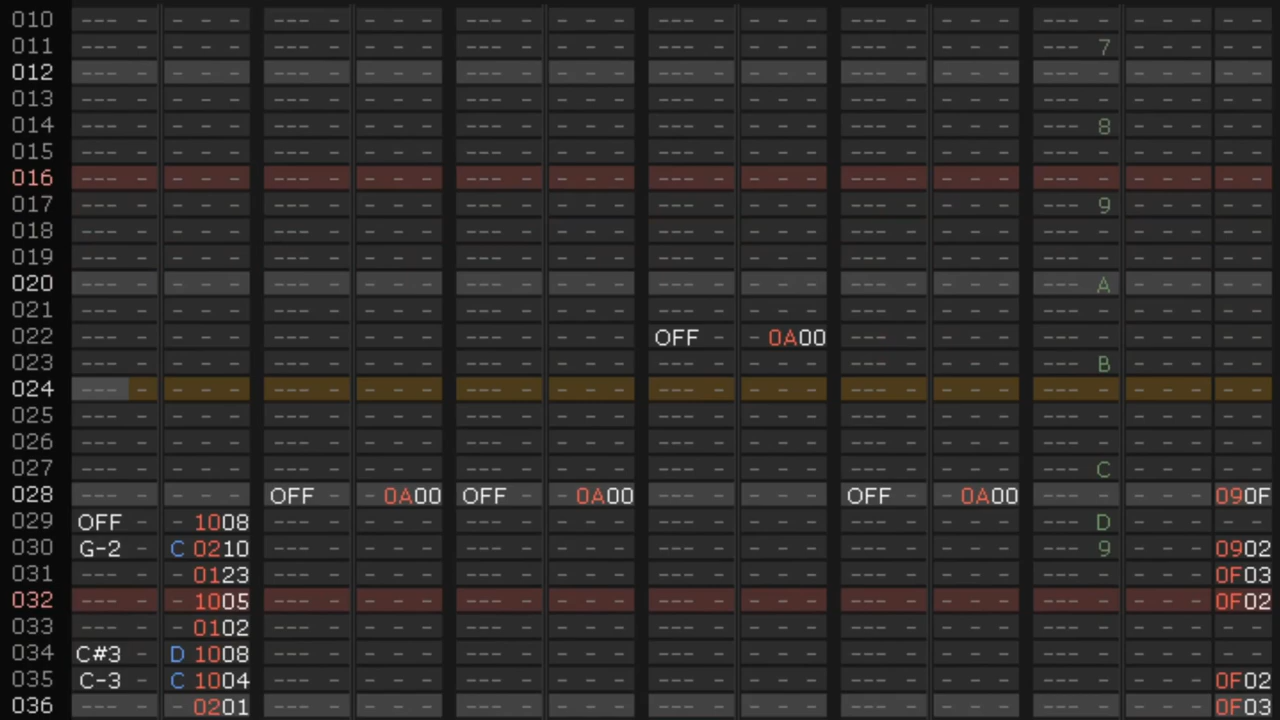 010 --- - - - - --- - - - - --- - - - - --- - - - - --- - - - - --- - - - - - -
011 --- - - - - --- - - - - --- - - - - --- - - - - --- - - - - --- 7 - - - - -
012 --- - - - - --- - - - - --- - - - - --- - - - - --- - - - - --- - - - - - -
013 --- - - - - --- - - - - --- - - - - --- - - - - --- - - - - --- - - - - - -
014 --- - - - - --- - - - - --- - - - - --- - - - - --- - - - - --- 8 - - - - -
015 --- - - - - --- - - - - --- - - - - --- - - - - --- - - - - --- - - - - - -
016 --- - - - - --- - - - - --- - - - - --- - - - - --- - - - - --- - - - - - -
017 --- - - - - --- - - - - --- - - - - --- - - - - --- - - - - --- 9 - - - - -
018 --- - - - - --- - - - - --- - - - - --- - - - - --- - - - - --- - - - - - -
019 --- - - - - --- - - - - --- - - - - --- - - - - --- - - - - --- - - - - - -
020 --- - - - - --- - - - - --- - - - - --- - - - - --- - - - - --- A - - - - -
021 --- - - - - --- - - - - --- - - - - --- - - - - --- - - - - --- - - - - - -
022 --- - - - - --- - - - - --- - - - - OFF - - 0A00 --- - - - - --- - - - - - -
023 --- - - - - --- - - - - --- - - - - --- - - - - --- - - - - --- B - - - - -
024 --- - - - - --- - - - - --- - - - - --- - - - - --- - - - - --- - - - - - -
025 --- - - - - --- - - - - --- - - - - --- - - - - --- - - - - --- - - - - - -
026 --- - - - - --- - - - - --- - - - - --- - - - - --- - - - - --- - - - - - -
027 --- - - - - --- - - - - --- - - - - --- - - - - --- - - - - --- C - - - - -
028 --- - - - - OFF - - 0A00 OFF - - 0A00 --- - - - - OFF - - 0A00 --- - - - - 090F
029 OFF - - 1008 --- - - - - --- - - - - --- - - - - --- - - - - --- D - - - - -
030 G-2 - C 0210 --- - - - - --- - - - - --- - - - - --- - - - - --- 9 - - - 0902
031 --- - - 0123 --- - - - - --- - - - - --- - - - - --- - - - - --- - - - - 0F03
032 --- - - 1005 --- - - - - --- - - - - --- - - - - --- - - - - --- - - - - 0F02
033 --- - - 0102 --- - - - - --- - - - - --- - - - - --- - - - - --- - - - - - -
034 C#3 - D 1008 --- - - - - --- - - - - --- - - - - --- - - - - --- - - - - - -
035 C-3 - C 1004 --- - - - - --- - - - - --- - - - - --- - - - - --- - - - - 0F02
036 --- - - 0201 --- - - - - --- - - - - --- - - - - --- - - - - --- - - - - 0F03